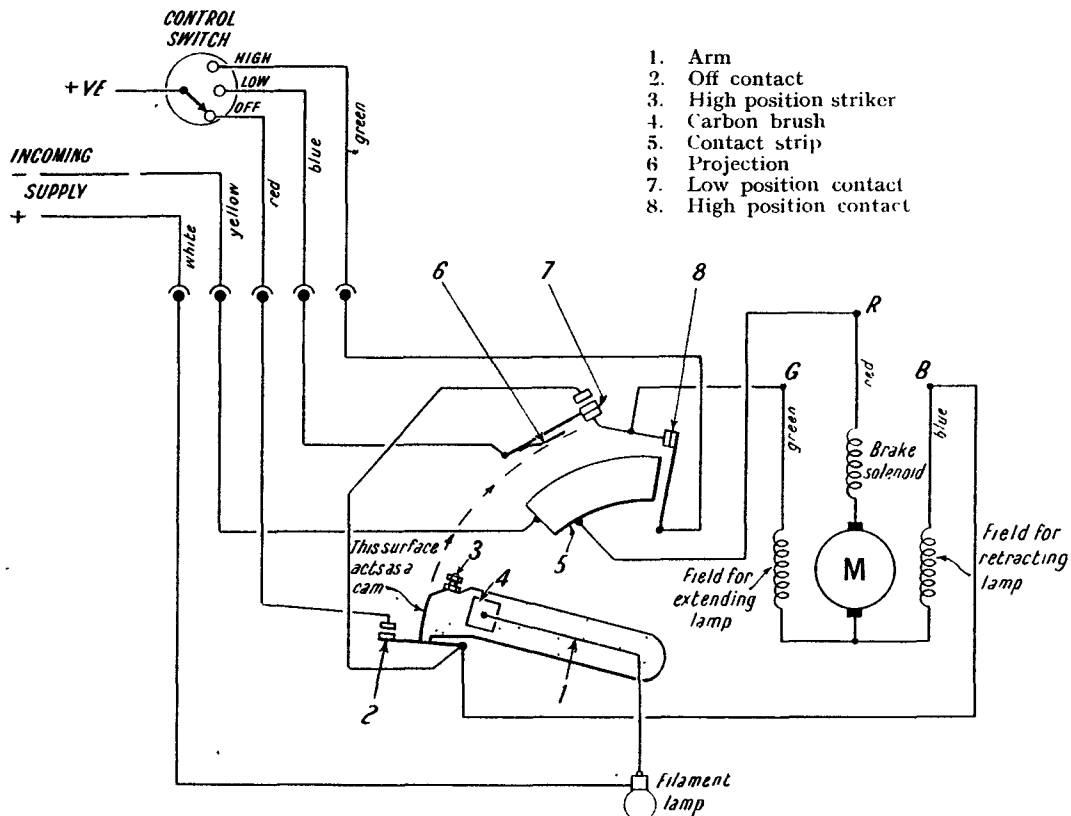 CONTROL
SWITCH
HIGH
LOW
OFF
+VE
INCOMING
SUPPLY
+
white
yellow
red
blue
green
1. Arm
2. Off contact
3. High position striker
4. Carbon brush
5. Contact strip
6 Projection
7. Low position contact
8. High position contact
6
7
8
R
G
B
red
green
blue
Brake
solenoid
This surface
acts as a
cam
3
4
5
Field for
extending
lamp
M
Field for
retracting
lamp
2
1
Filament
lamp